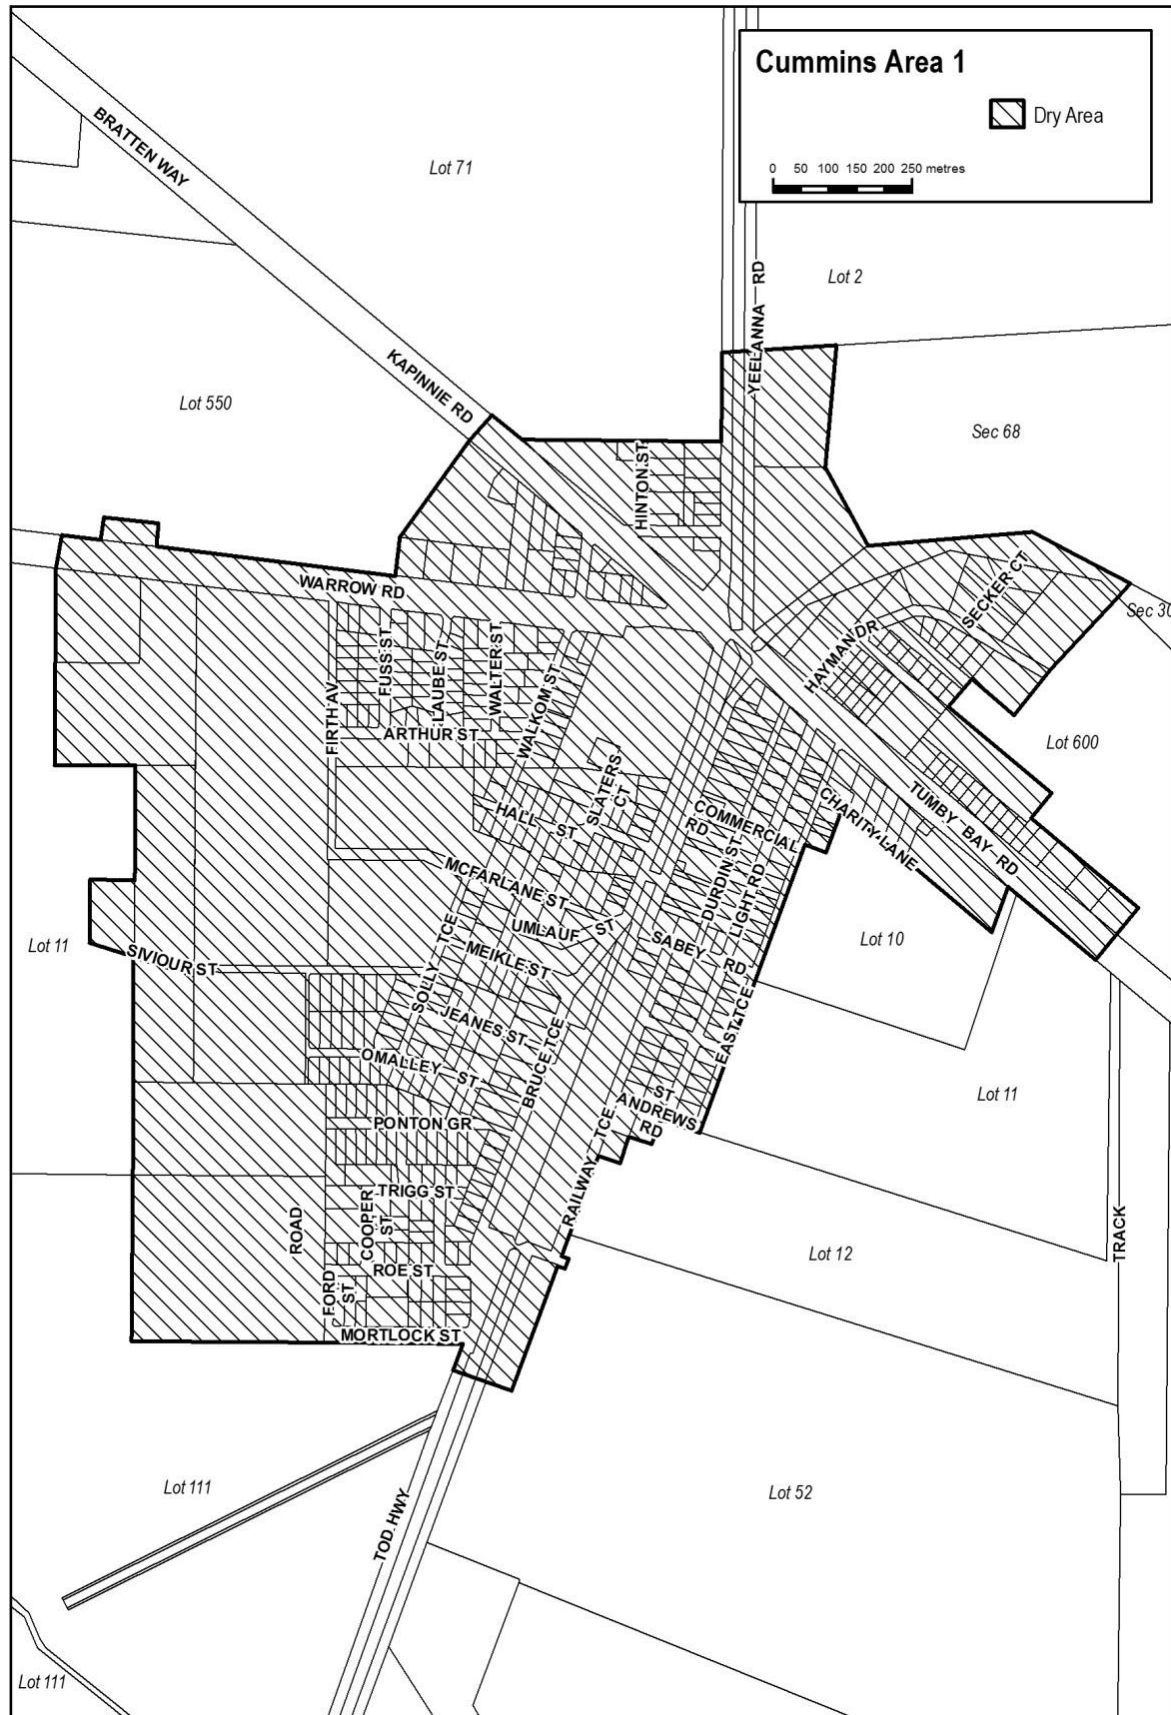 Cummins Area 1
Dry Area
0 50 100 150 200 250 metres
BRATTEN WAY
Lot 71
YEELANNA RD
Lot 2
KAPINNIE RD
Lot 550
Sec 68
HINTON ST
WARROW RD
SECKER CT
Sec 30
HAYMAN DR
FUSS ST
LAUBE ST
WALTER ST
WALKOM ST
FIRTH AV
ARTHUR ST
Lot 600
SLATERS
CT
TUMBY BAY RD
HALL ST
COMMERCIAL
RD
CHARITY LANE
DURDIN ST
LIGHT RD
MCFARLANE ST
UMLAUF ST
SABEY RD
Lot 10
Lot 11
SIVIOUR ST
SOLLY TCE
MEIKLE ST
JEANES ST
EAST TCE
OMALLEY ST
BRUCE TCE
Lot 11
ST
ANDREWS
RD
PONTON GR
RAILWAY TCE
TRIGG ST
COOPER
ST
ROAD
TRACK
Lot 12
ROE ST
FORD
ST
MORTLOCK ST
Lot 111
Lot 52
TOD HWY
Lot 111